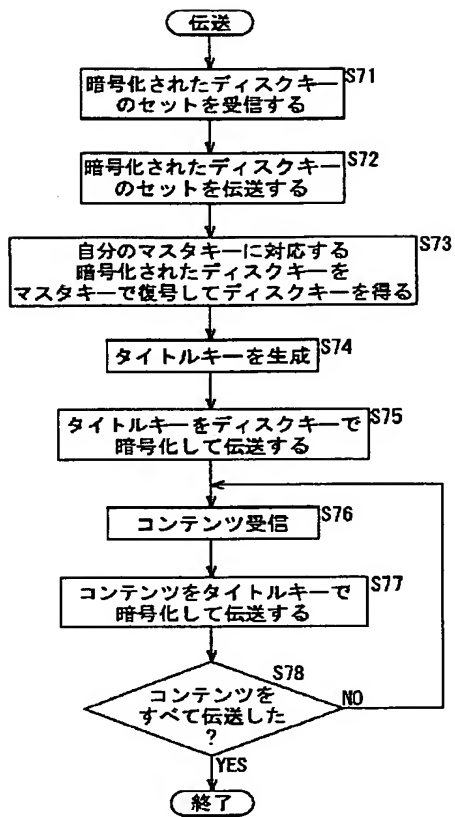 伝送
S71
暗号化されたディスクキー
のセットを受信する
S72
暗号化されたディスクキー
のセットを伝送する
S73
自分のマスタキーに対応する
暗号化されたディスクキーを
マスタキーで復号してディスクキーを得る
S74
タイトルキーを生成
S75
タイトルキーをディスクキーで
暗号化して伝送する
S76
コンテンツ受信
S77
コンテンツをタイトルキーで
暗号化して伝送する
S78
コンテンツを
すべて伝送した
?
NO
YES
終了